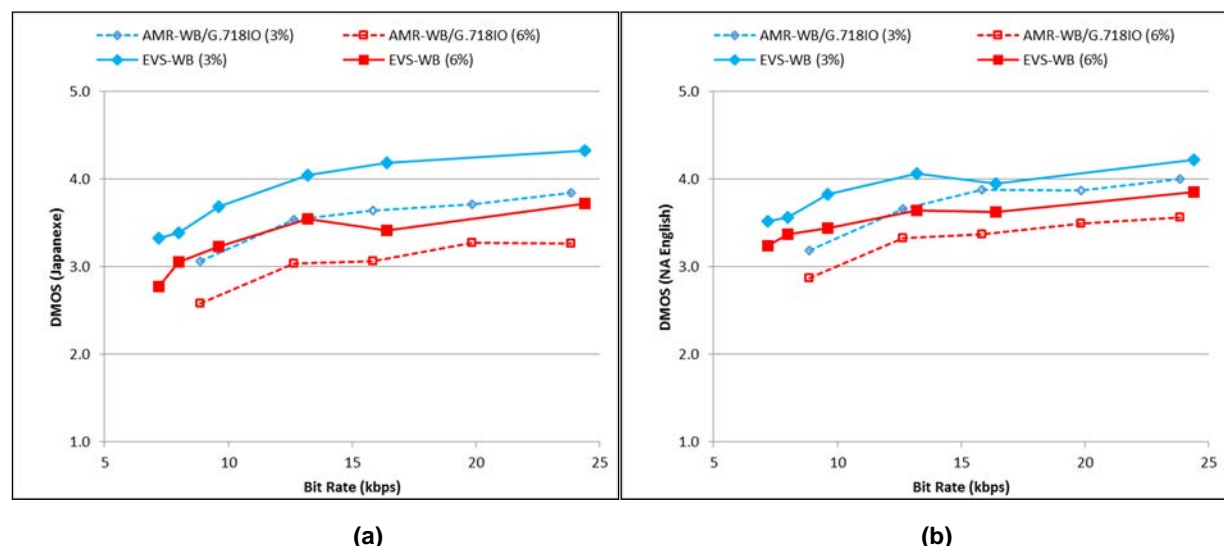 AMR-WB/G.718IO (3%) AMR-WB/G.718IO (6%)
EVS-WB (3%) EVS-WB (6%)
5.0
4.0
3.0
2.0
1.0
DMOS (Japanexe)
5 10 15 20 25
Bit Rate (kbps)
(a)
AMR-WB/G.718IO (3%) AMR-WB/G.718IO (6%)
EVS-WB (3%) EVS-WB (6%)
5.0
4.0
3.0
2.0
1.0
DMOS (NA English)
5 10 15 20 25
Bit Rate (kbps)
(b)